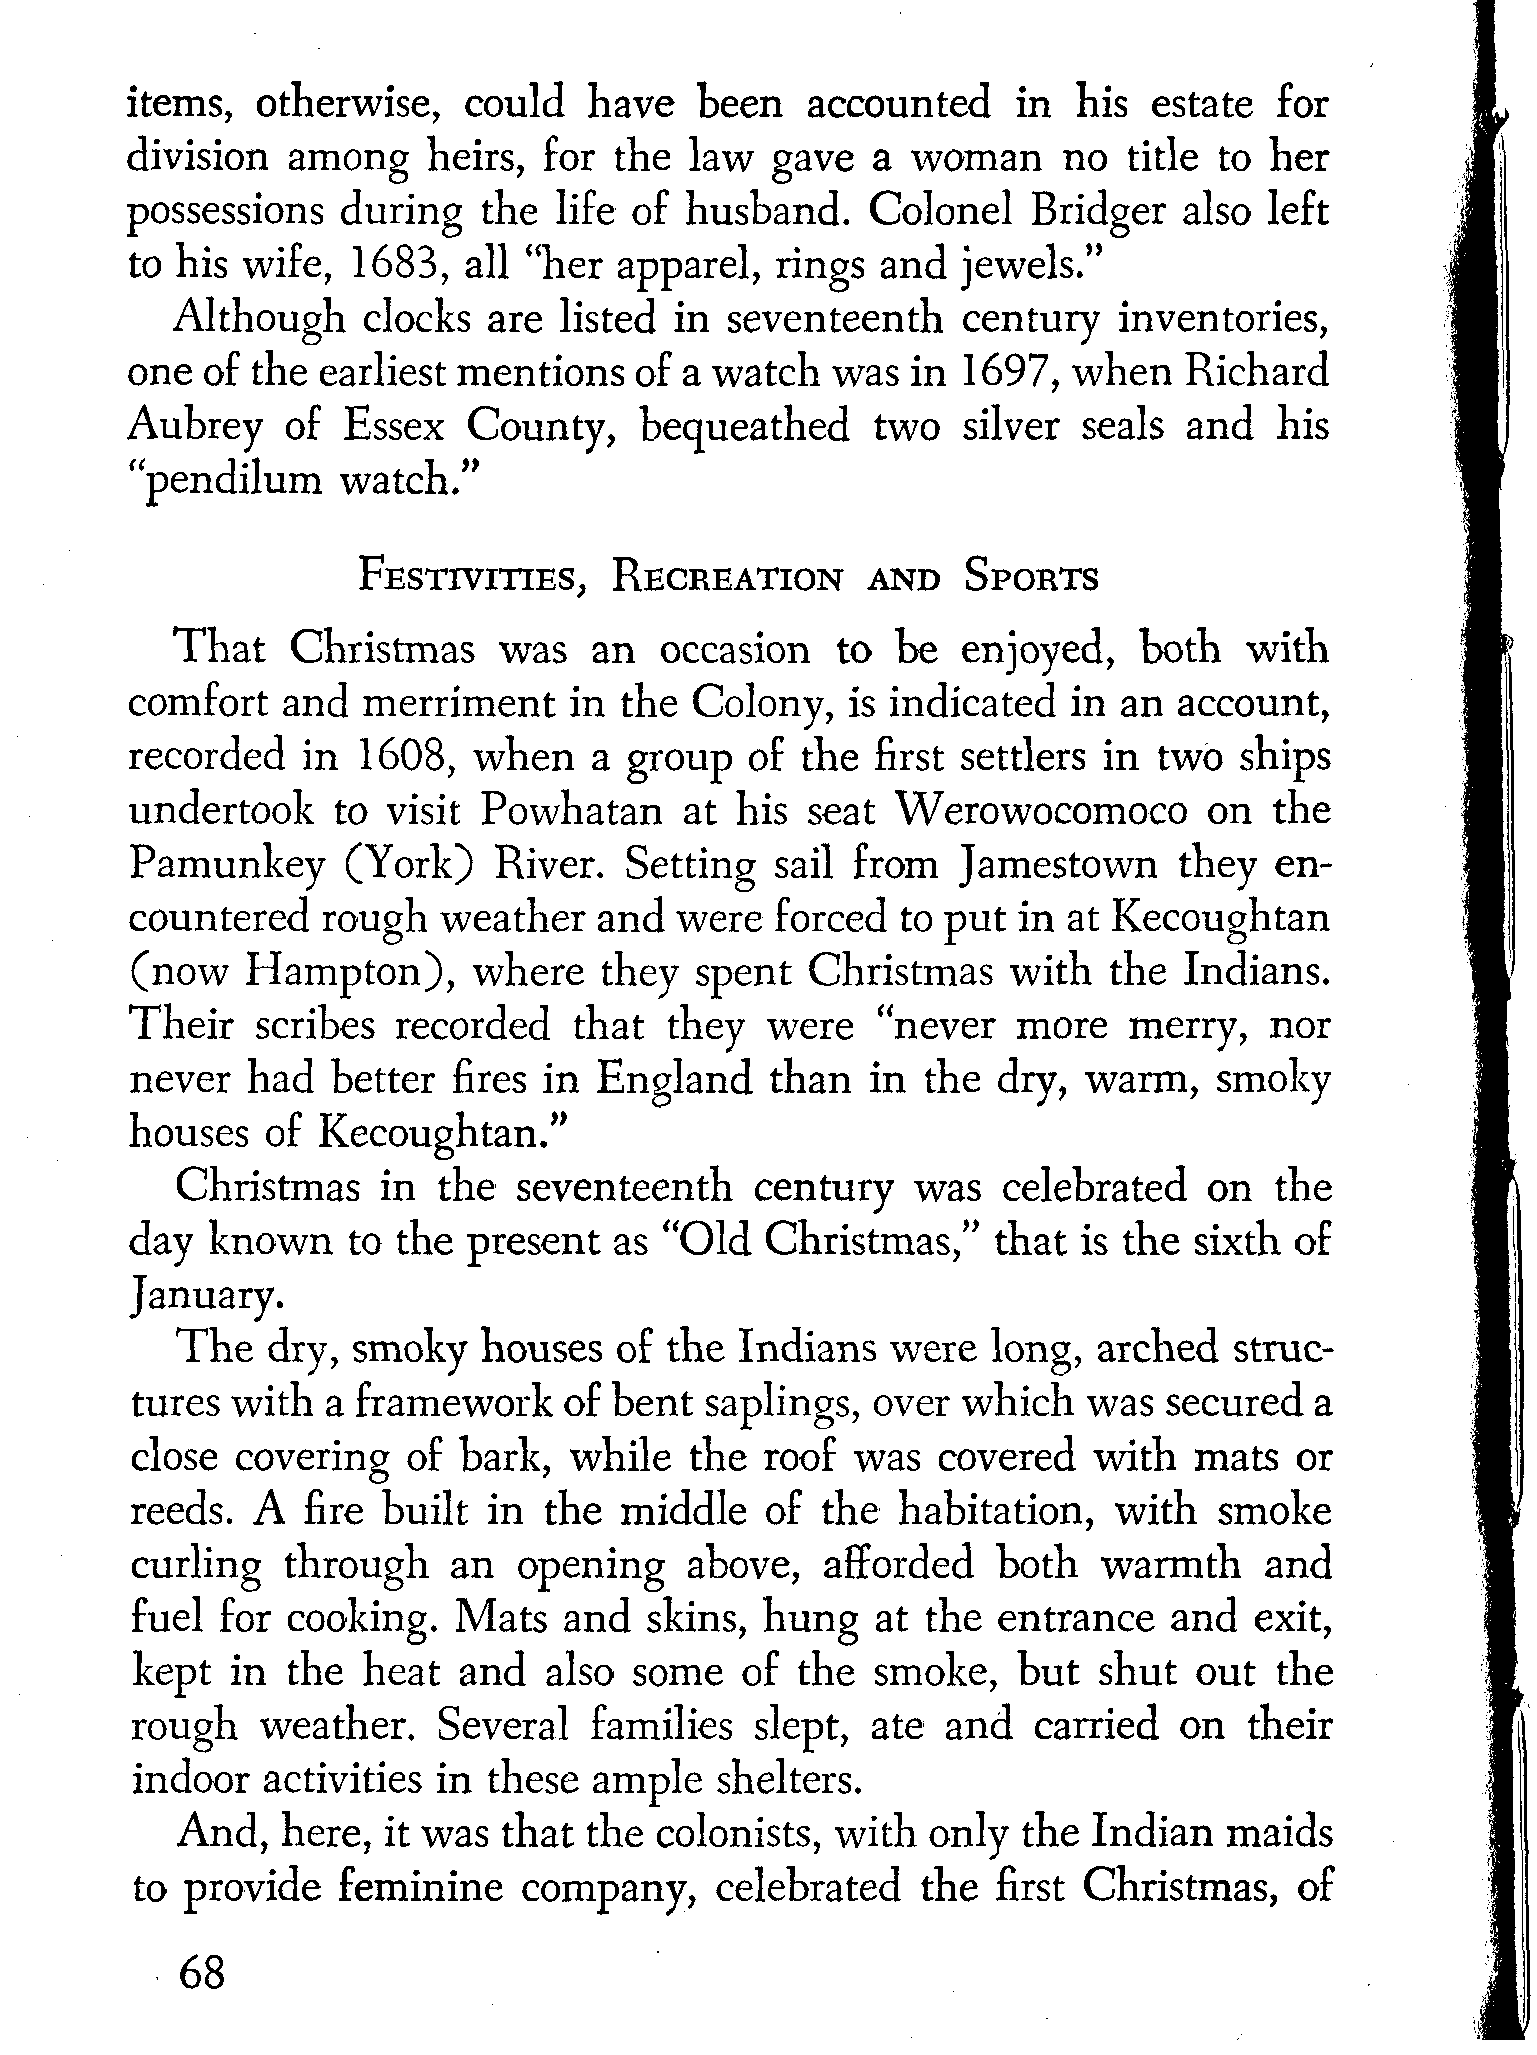 items, otherwise, could have been accounted in his estate for
division among heirs, for the law gave a woman no title to her
possessions during the life of husband. Colonel Bridger also left
to his wife, 1683, all “her apparel, rings and jewels.”
Although clocks are listed in seventeenth century inventories,
one of the earliest mentions of a watch was in 1697, when Richard
Aubrey of Essex County, bequeathed two silver seals and his
“pendilum watch.”
FESTIVITIES, RECREATION AND SPORTS
That Christmas was an occasion to be enjoyed, both with
comfort and merriment in the Colony, is indicated in an account,
recorded in 1608, when a group of the first settlers in two ships
undertook to visit Powhatan at his seat Werowocomoco on the
Pamunkey (York) River. Setting sail from Jamestown they en-
countered rough weather and were forced to put in at Kecoughtan
(now Hampton), where they spent Christmas with the Indians.
Their scribes recorded that they were “never more merry, nor
never had better fires in England than in the dry, warm, smoky
houses of Kecoughtan.”
Christmas in the seventeenth century was celebrated on the
day known to the present as “Old Christmas,” that is the sixth of
January.
The dry, smoky houses of the Indians were long, arched struc-
tures with a framework of bent saplings, over which was secured a
close covering of bark, while the roof was covered with mats or
reeds. A fire built in the middle of the habitation, with smoke
curling through an opening above, afforded both warmth and
fuel for cooking. Mats and skins, hung at the entrance and exit,
kept in the heat and also some of the smoke, but shut out the
rough weather. Several families slept, ate and carried on their
indoor activities in these ample shelters.
And, here, it was that the colonists, with only the Indian maids
to provide feminine company, celebrated the first Christmas, of
68